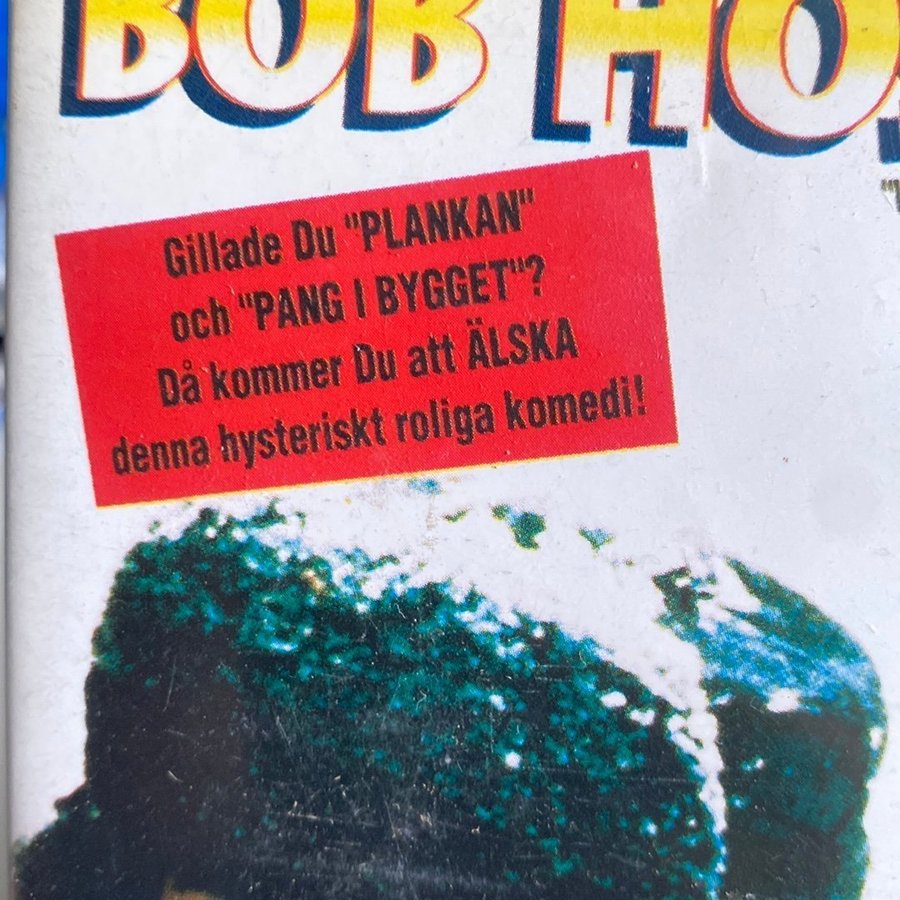 BOB HO
Gillade Du "PLANKAN"
och "PANG I BYGGET"?
Då kommer Du att ÄLSKA
denna hysteriskt roliga komedi!